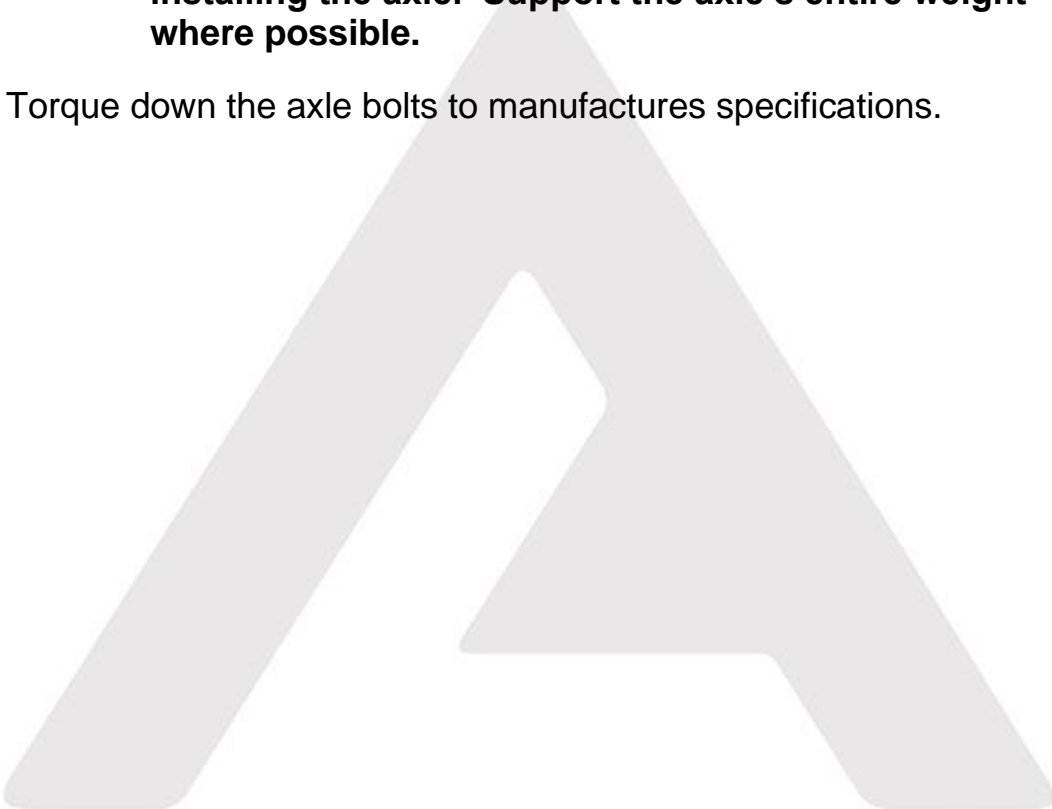 installing the axle. Support the axle's entire weight
where possible.
Torque down the axle bolts to manufactures specifications.